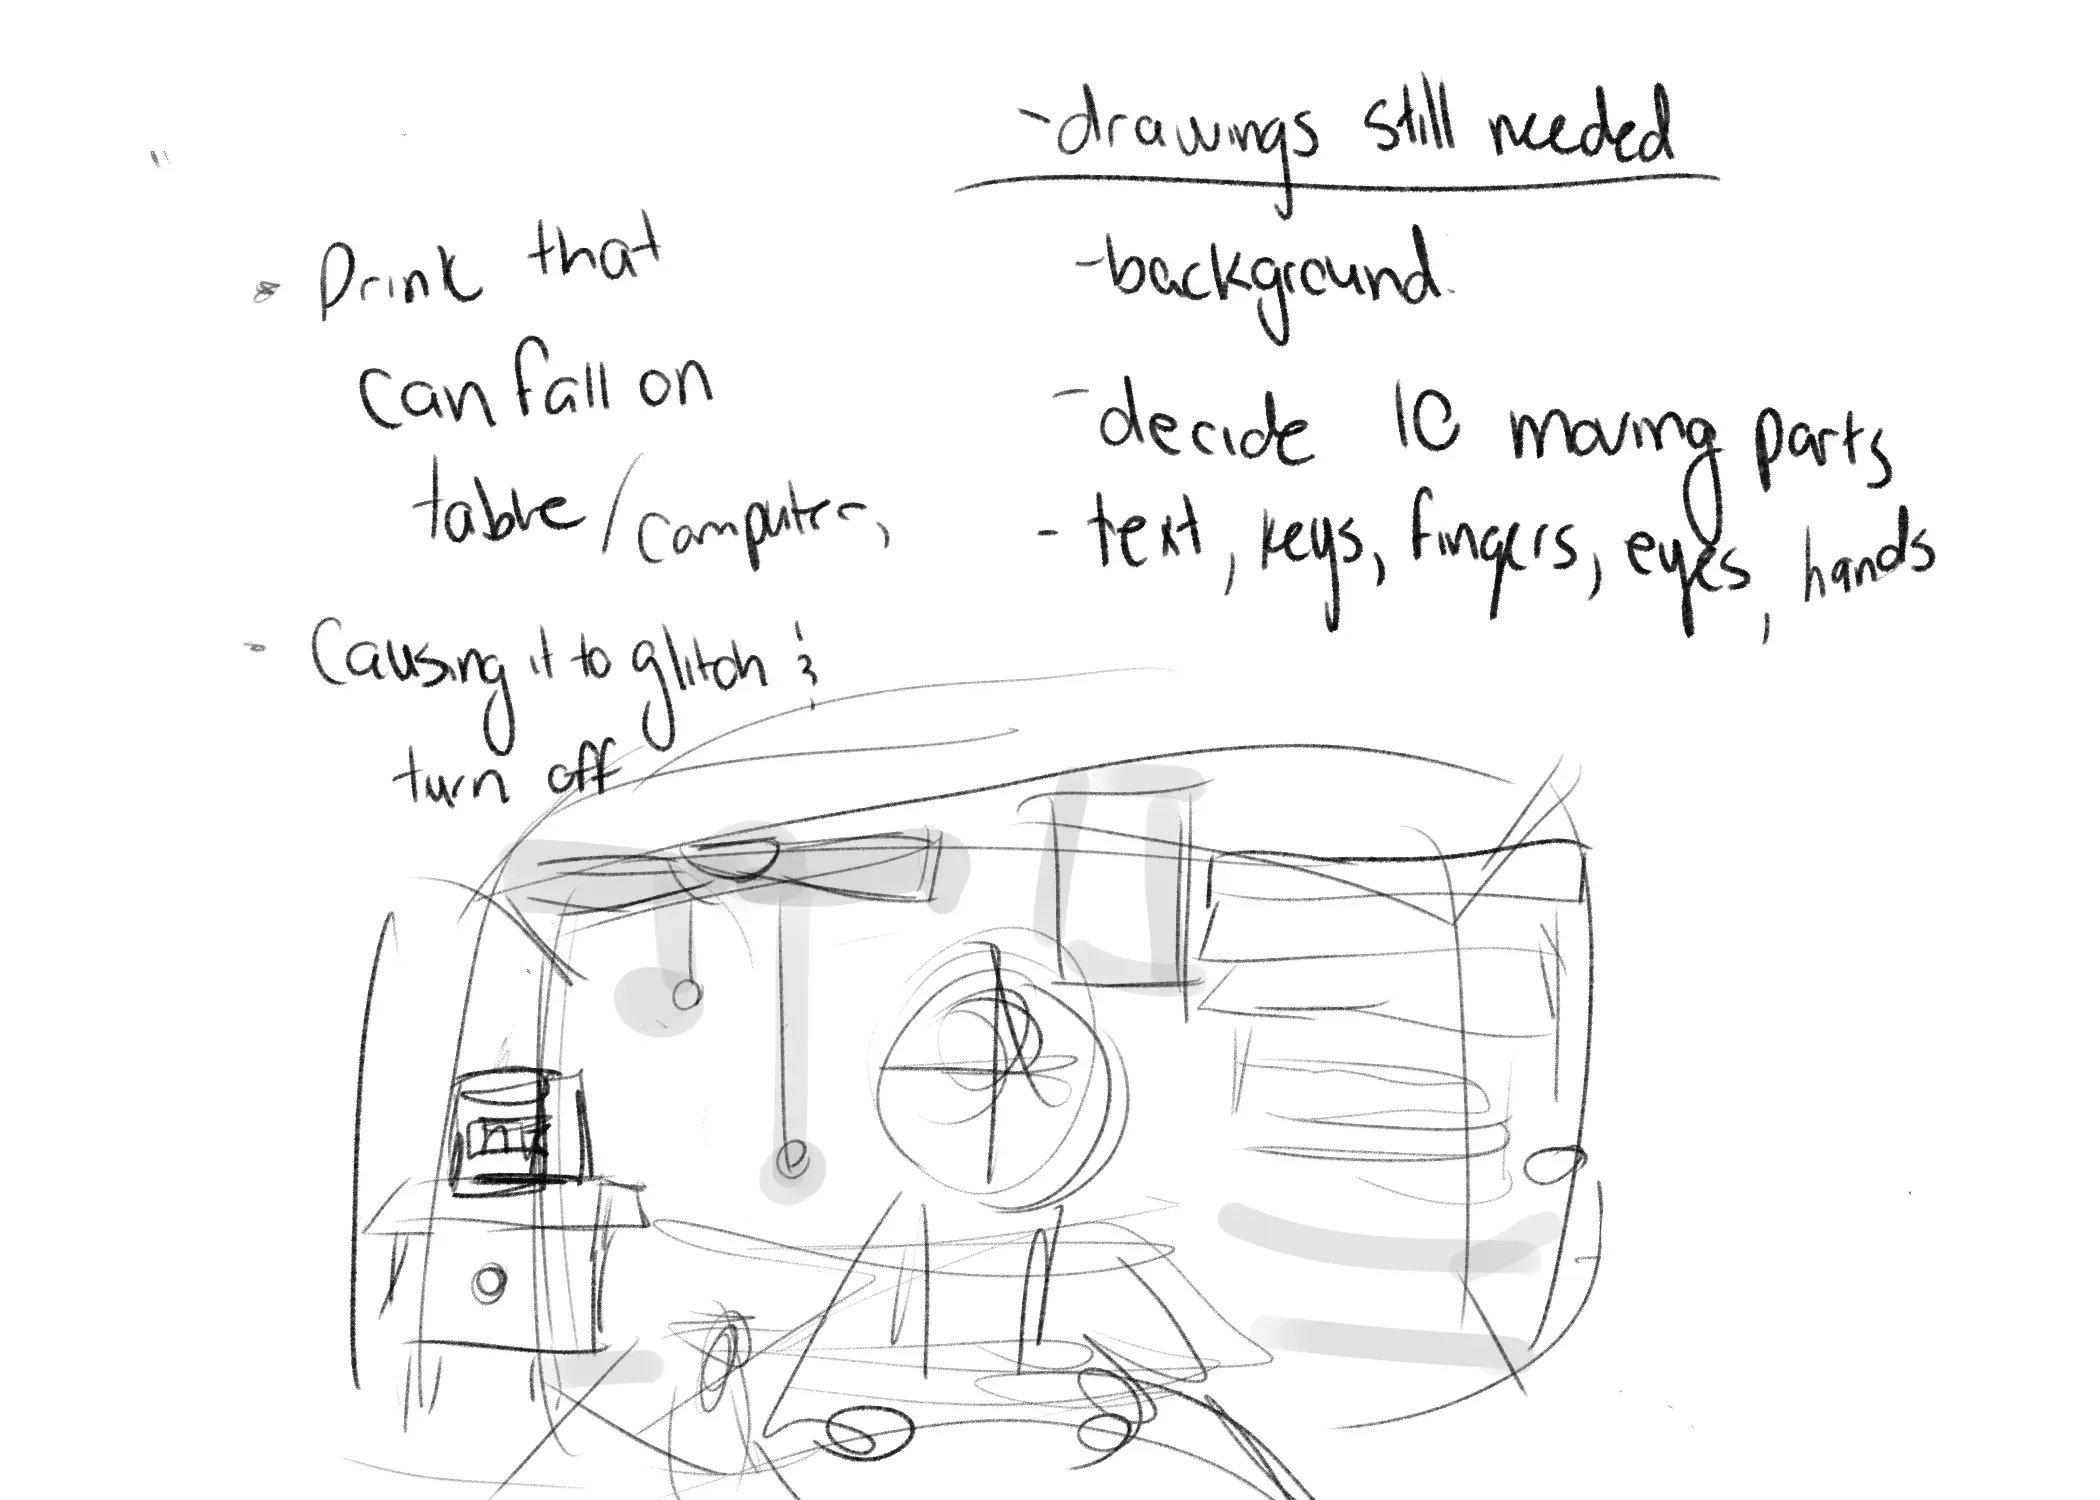 - drawings still needed
- background.
- decide 10 moving parts
- text, keys, fingers, eyes, hands
Drink that
can fall on
table/computer,
- Causing it to glitch &
turn off